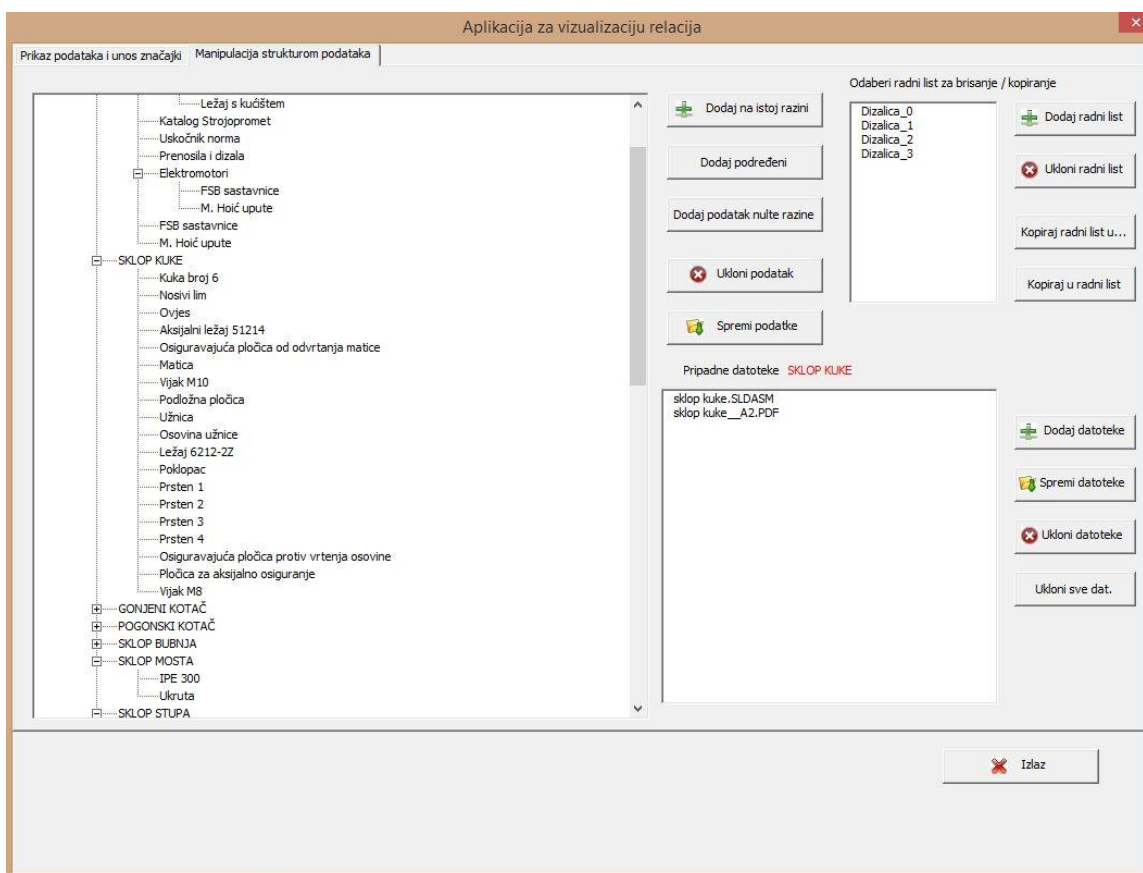 Aplikacija za vizualizaciju relacija
Prikaz podataka i unos značajki
Manipulacija strukturom podataka
Ležaj s kućištem
Katalog Strojopromet
Uskočnik norma
Prenosila i dizala
Elektromotori
FSB sastavnice
M. Hoić upute
FSB sastavnice
M. Hoić upute
SKLOP KUKE
Kuka broj 6
Nosivi lim
Ovjes
Aksijalni ležaj 51214
Osiguravajuća pločica od odvrtanja matice
Matica
Vijak M10
Podložna pločica
Užnica
Osovina užnice
Ležaj 6212-2Z
Poklopac
Prsten 1
Prsten 2
Prsten 3
Prsten 4
Osiguravajuća pločica protiv vrtenja osovine
Pločica za aksijalno osiguranje
Vijak M8
GONJENI KOTAČ
POGONSKI KOTAČ
SKLOP BUBNJA
SKLOP MOSTA
IPE 300
Ukruta
SKLOP STUPA
Dodaj na istoj razini
Dodaj podređeni
Dodaj podatak nulte razine
Ukloni podatak
Spremi podatke
Odaberi radni list za brisanje / kopiranje
Dizalica_0
Dizalica_1
Dizalica_2
Dizalica_3
Dodaj radni list
Ukloni radni list
Kopiraj radni list u...
Kopiraj u radni list
Pripadne datoteke SKLOP KUKE
sklop kuke.SLDASM
sklop kuke__A2.PDF
Dodaj datoteke
Spremi datoteke
Ukloni datoteke
Ukloni sve dat.
Izlaz